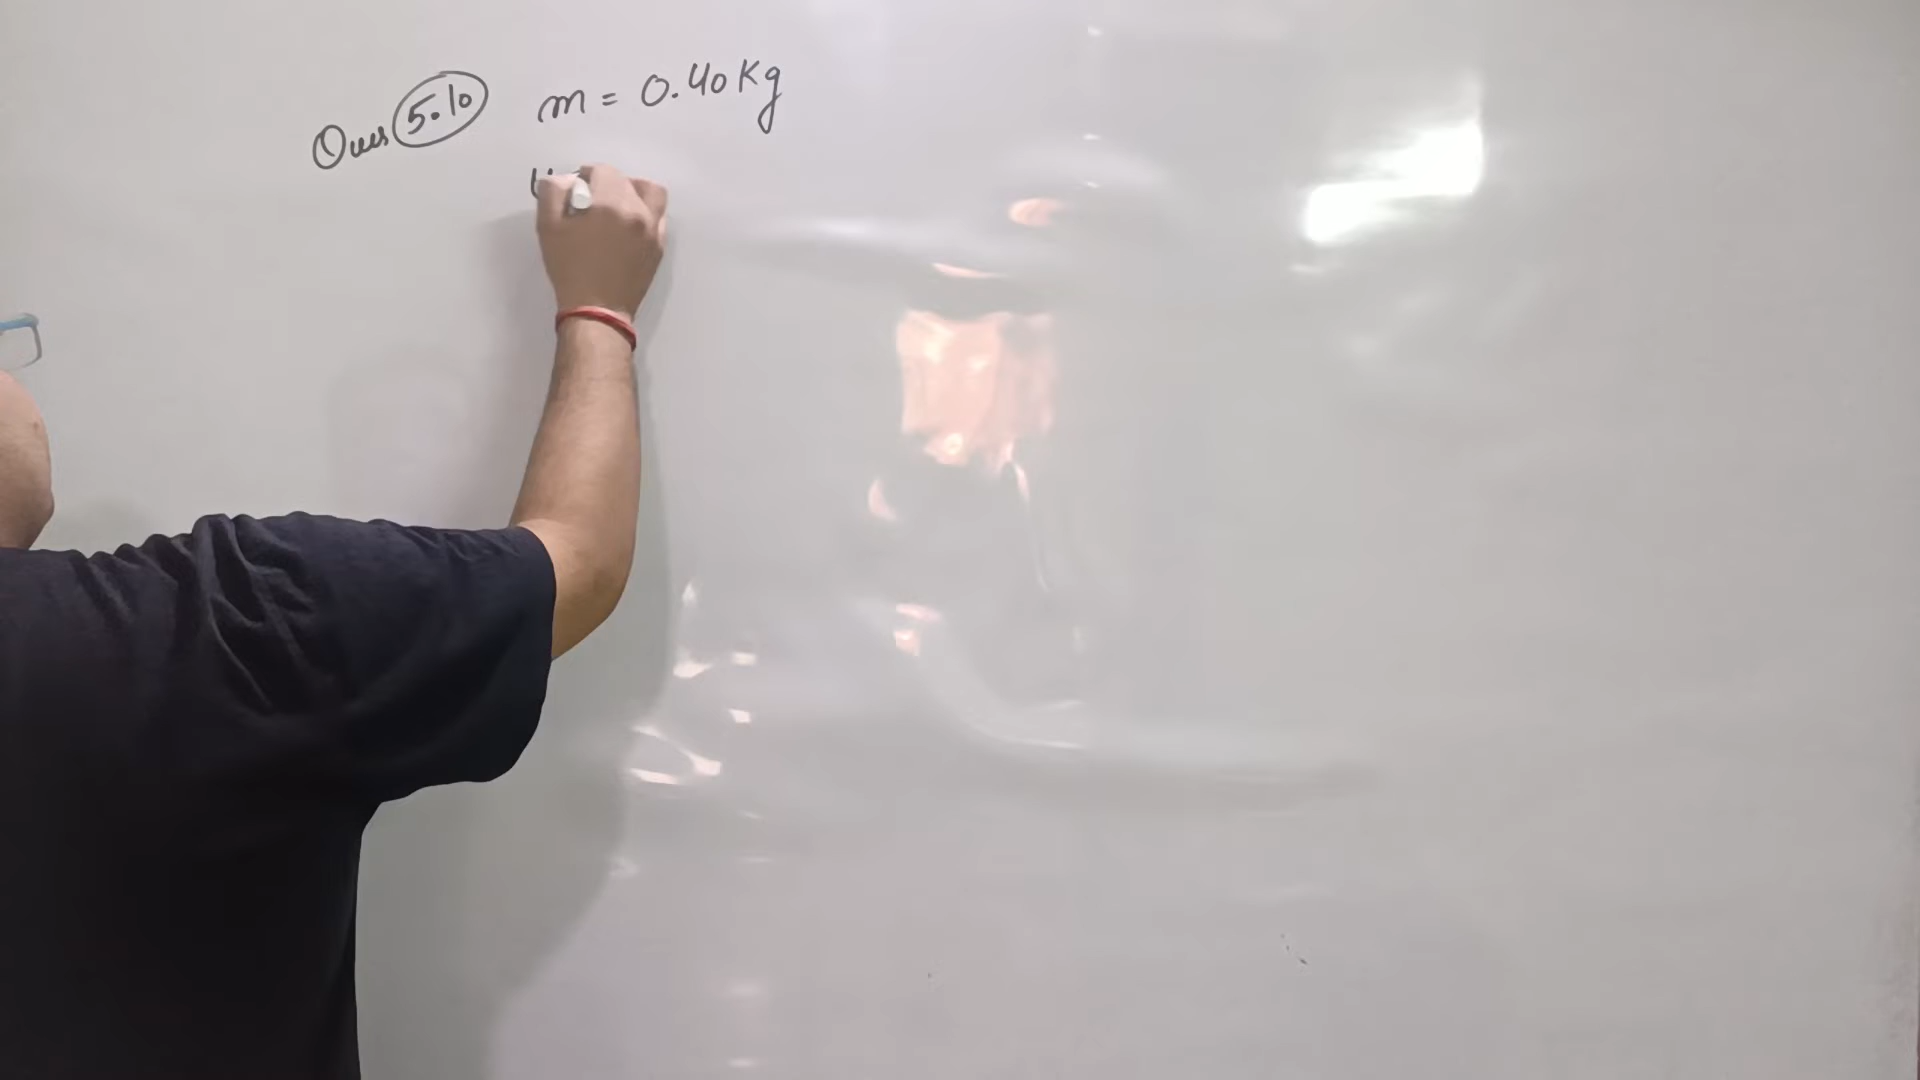 Ques 5.10 m = 0.40 Kg
u =